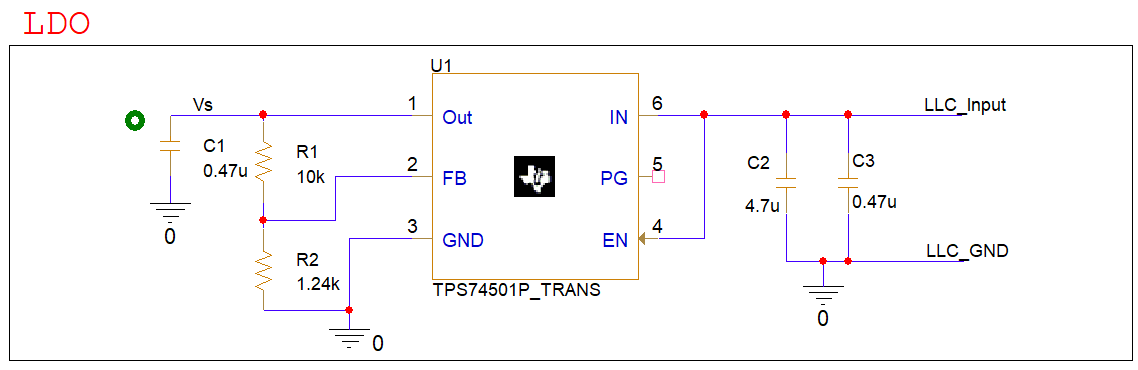 LDO
U1
Vs
1
Out
IN
6
LLC_Input
C1
0.47u
R1
10k
2
FB
PG
5
C2
4.7u
C3
0.47u
3
GND
EN
4
0
R2
1.24k
TPS74501P_TRANS
LLC_GND
0
0